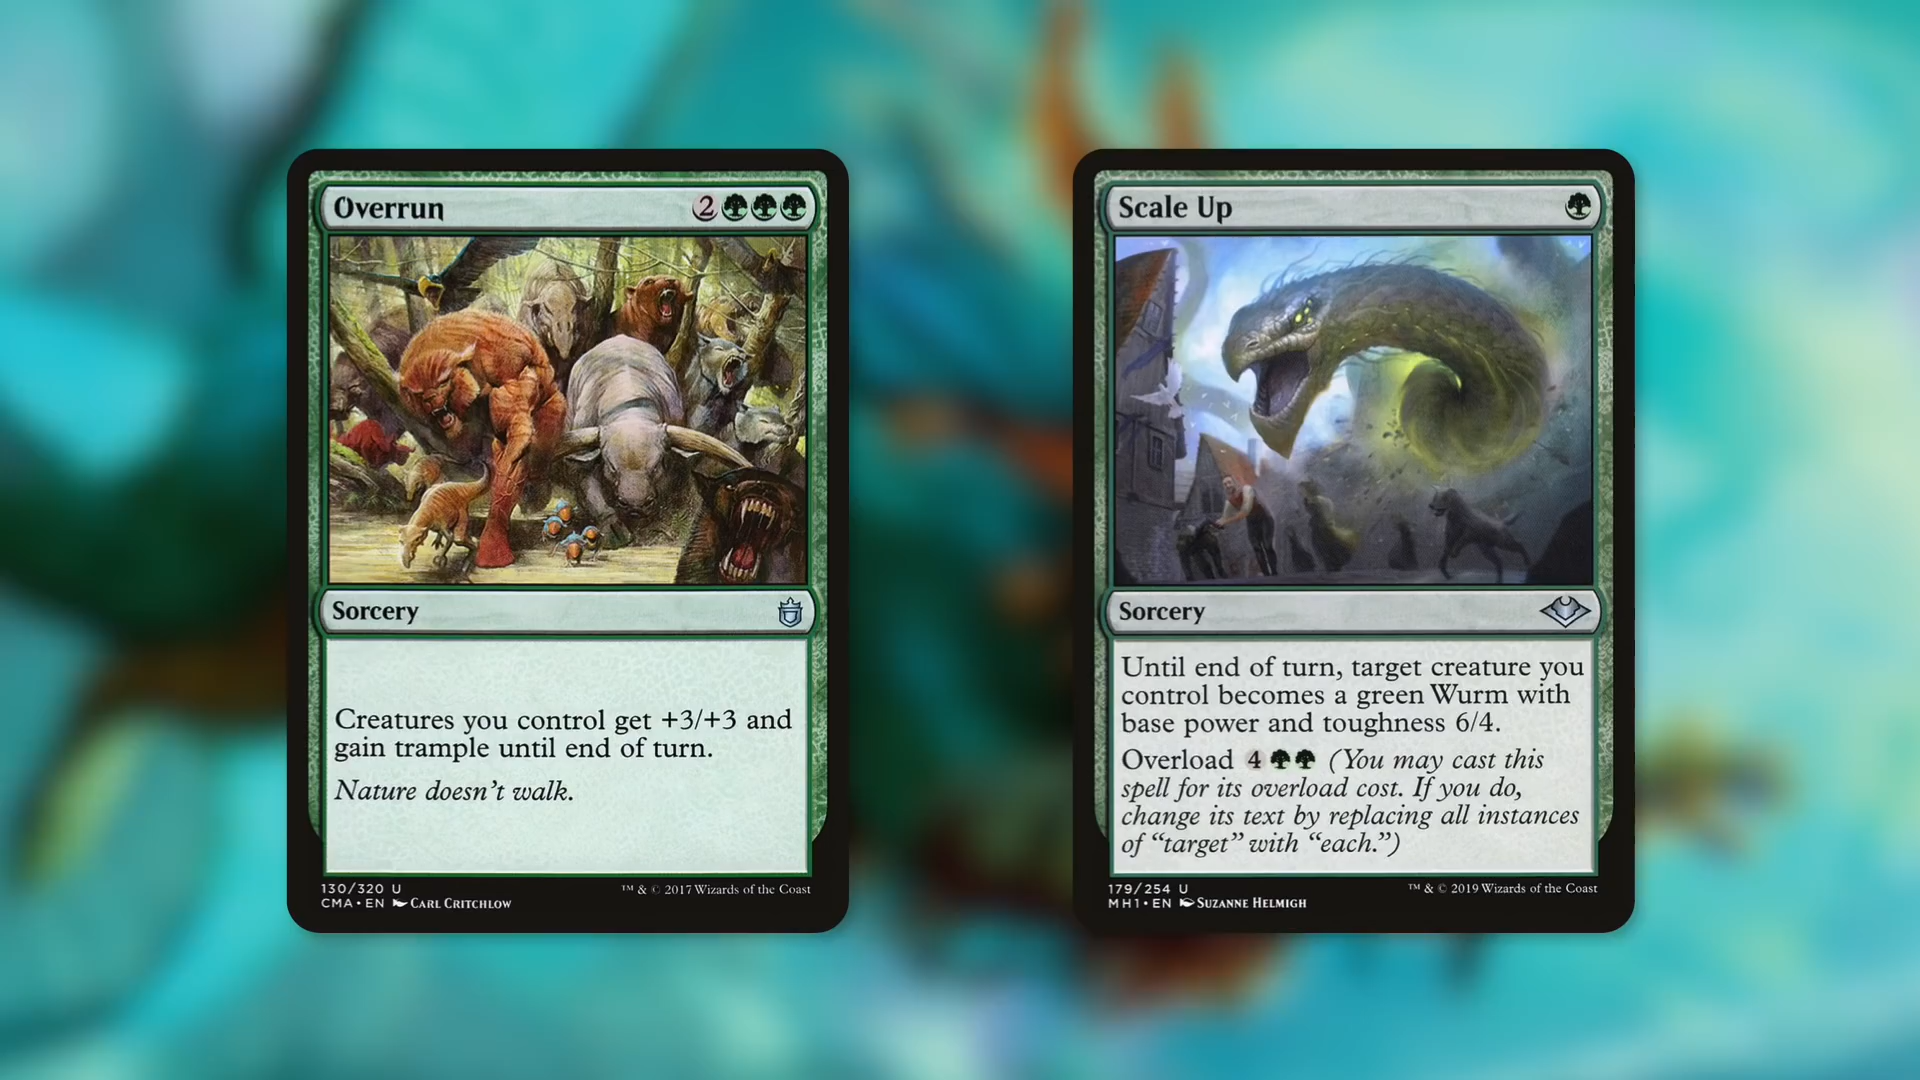 Overrun 2
Sorcery
Creatures you control get +3/+3 and
gain trample until end of turn.
Nature doesn't walk.
130/320 U
CMA • EN Carl Critchlow
™ & © 2017 Wizards of the Coast
Scale Up
Sorcery
Until end of turn, target creature you
control becomes a green Wurm with
base power and toughness 6/4.
Overload 4 (You may cast this
spell for its overload cost. If you do,
change its text by replacing all instances
of “target” with “each.”)
179/254 U
MH1 • EN Suzanne Helmigh
™ & © 2019 Wizards of the Coast